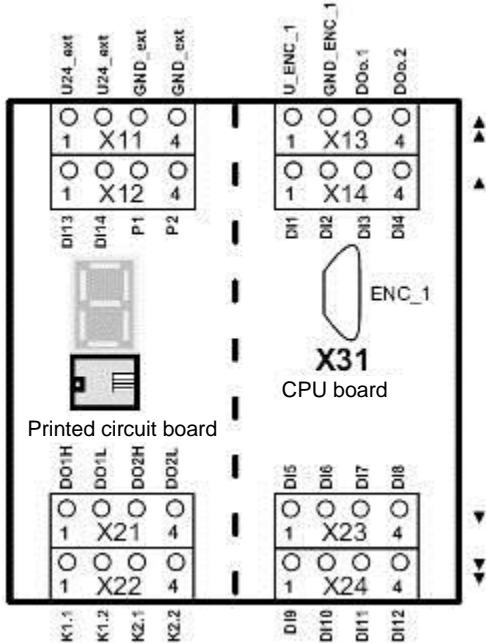 U24_ext U24_ext GND_ext GND_ext U_ENC_1 GND_ENC_1 DOo.1 DOo.2
1 X11 4 1 X13 4
1 X12 4 1 X14 4
DI13 DI14 P1 P2 DI1 DI2 DI3 DI4
ENC_1
X31
CPU board
Printed circuit board
DO1H DO1L DO2H DO2L DI5 DI6 DI7 DI8
1 X21 4 1 X23 4
1 X22 4 1 X24 4
K1.1 K1.2 K2.1 K2.2 DI9 DI10 DI11 DI12